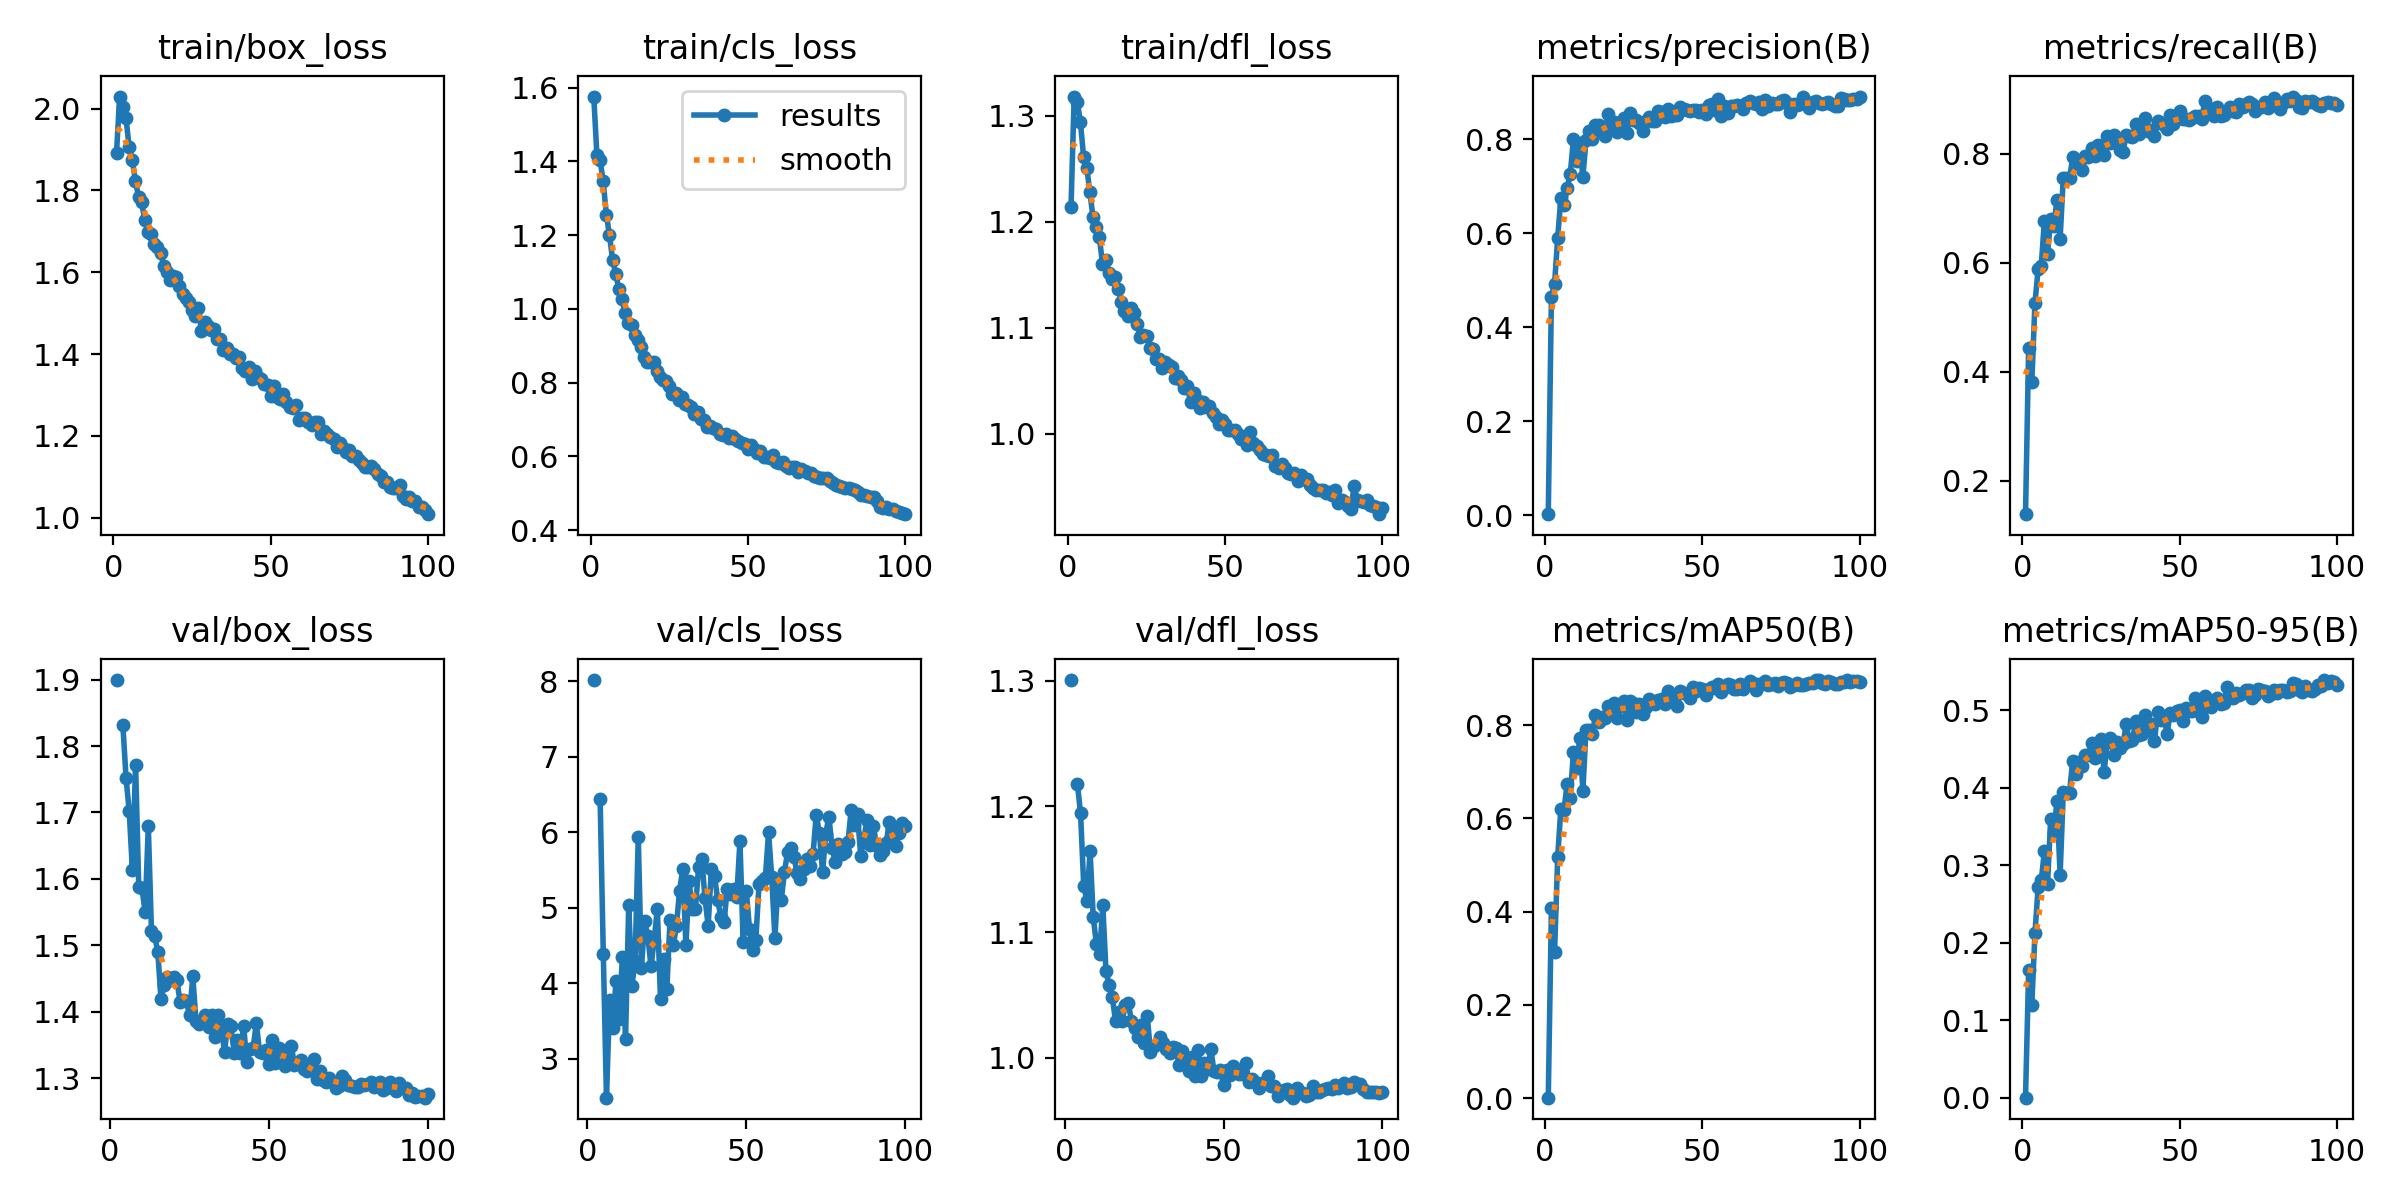 train/box_loss
2.0
1.8
1.6
1.4
1.2
1.0
0 50 100
train/cls_loss
1.6
1.4
1.2
1.0
0.8
0.6
0.4
results
smooth
0 50 100
train/dfl_loss
1.3
1.2
1.1
1.0
0 50 100
metrics/precision(B)
0.8
0.6
0.4
0.2
0.0
0 50 100
metrics/recall(B)
0.8
0.6
0.4
0.2
0 50 100
val/box_loss
1.9
1.8
1.7
1.6
1.5
1.4
1.3
0 50 100
val/cls_loss
8
7
6
5
4
3
0 50 100
val/dfl_loss
1.3
1.2
1.1
1.0
0 50 100
metrics/mAP50(B)
0.8
0.6
0.4
0.2
0.0
0 50 100
metrics/mAP50-95(B)
0.5
0.4
0.3
0.2
0.1
0.0
0 50 100